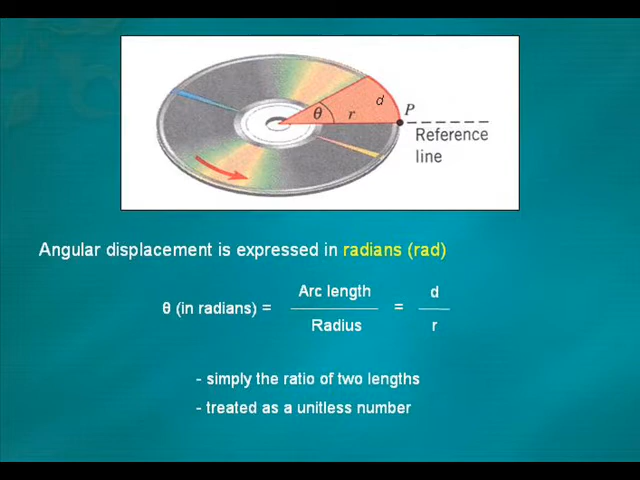 d
P
θ
r
Reference
line
Angular displacement is expressed in radians (rad)
θ (in radians) = Arc length / Radius = d / r
- simply the ratio of two lengths
- treated as a unitless number